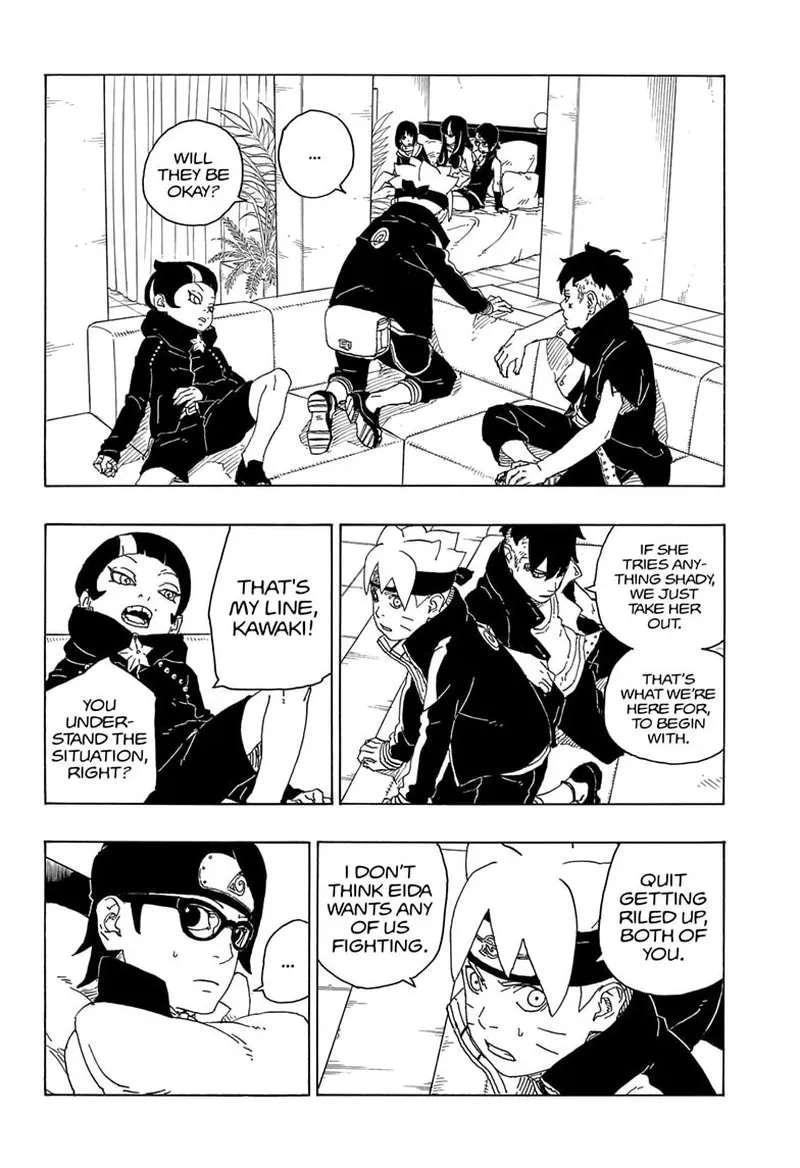 ...
WILL
THEY BE
OKAY?
IF SHE
TRIES ANY-
THING SHADY,
WE JUST
TAKE HER
OUT.
THAT'S
WHAT WE'RE
HERE FOR,
TO BEGIN
WITH.
THAT'S
MY LINE,
KAWAKI!
YOU
UNDER-
STAND THE
SITUATION,
RIGHT?
QUIT
GETTING
RILED UP,
BOTH OF
YOU.
I DON'T
THINK EIDA
WANTS ANY
OF US
FIGHTING.
...